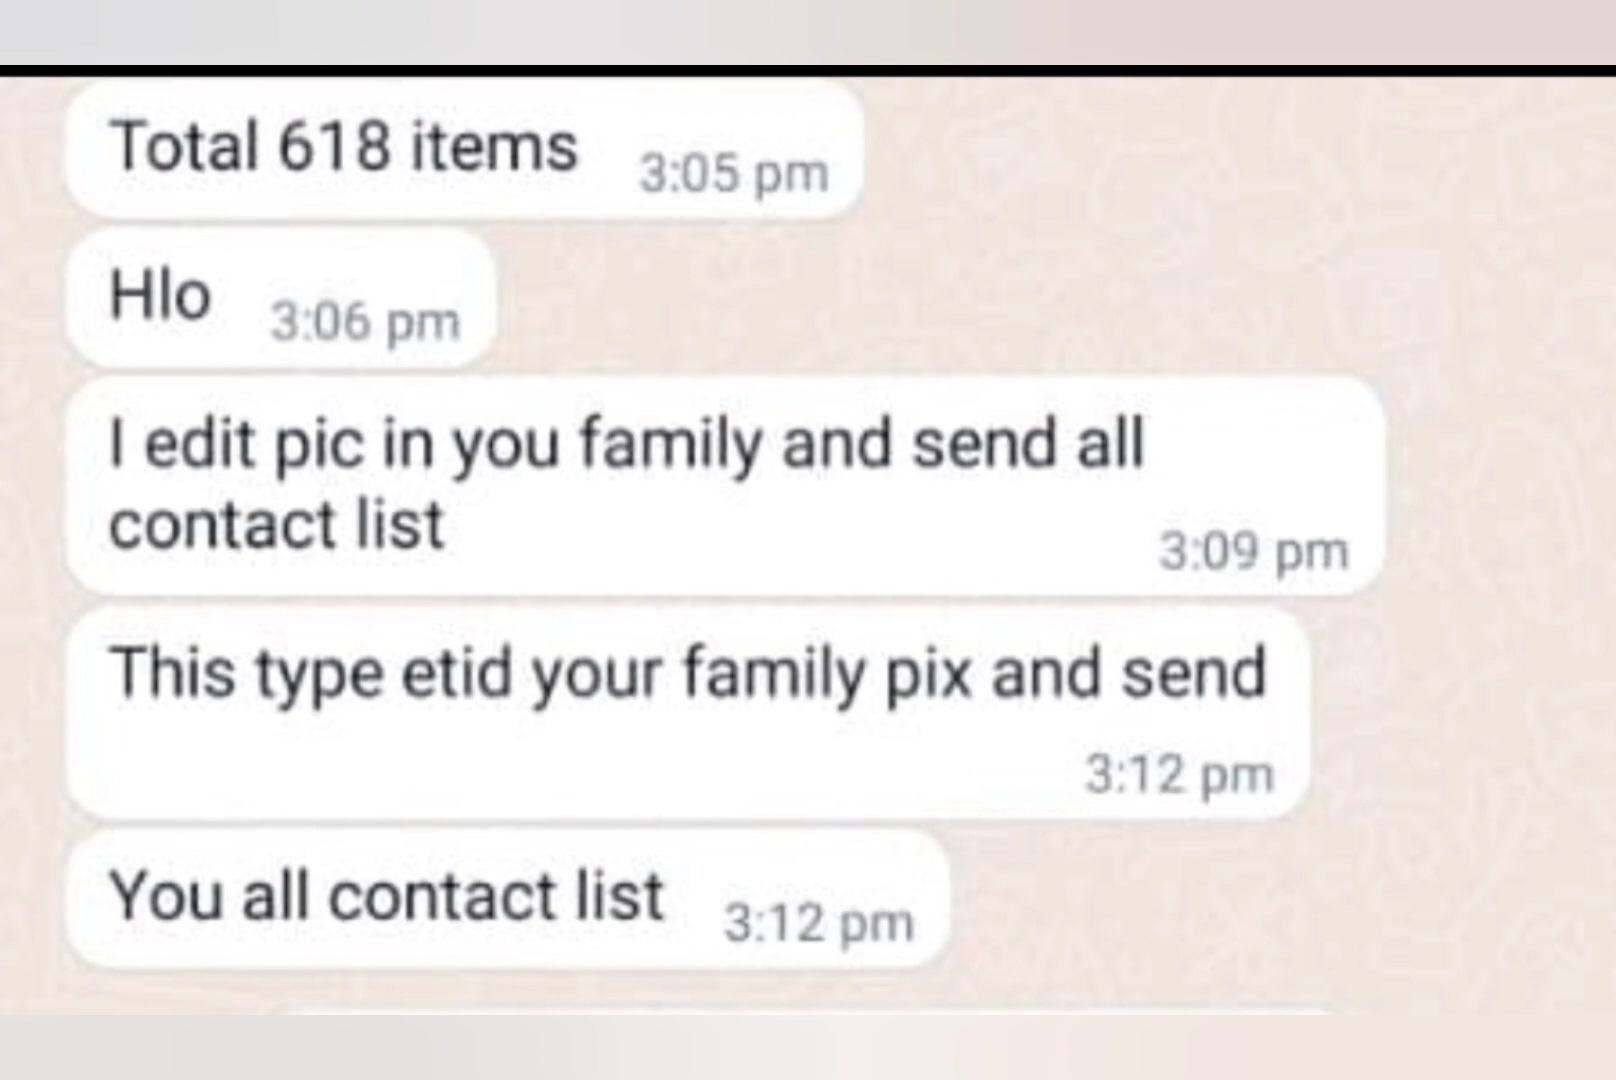 Total 618 items 3:05 pm
Hlo 3:06 pm
I edit pic in you family and send all
contact list 3:09 pm
This type etid your family pix and send
3:12 pm
You all contact list 3:12 pm